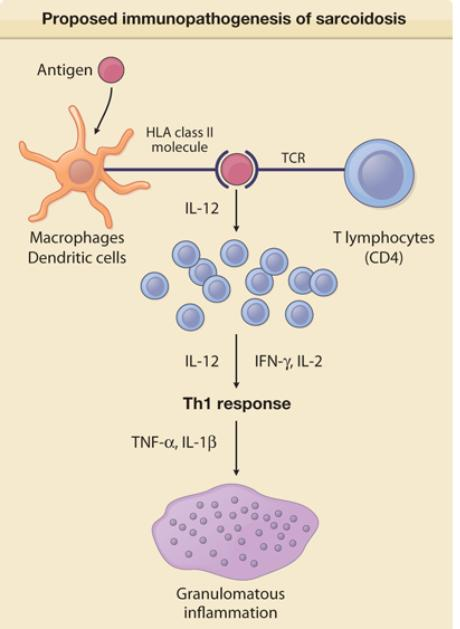 Proposed immunopathogenesis of sarcoidosis
Antigen
HLA class II
molecule
TCR
IL-12
Macrophages
Dendritic cells
T lymphocytes
(CD4)
IL-12
IFN-γ, IL-2
Th1 response
TNF-α, IL-1β
Granulomatous
inflammation